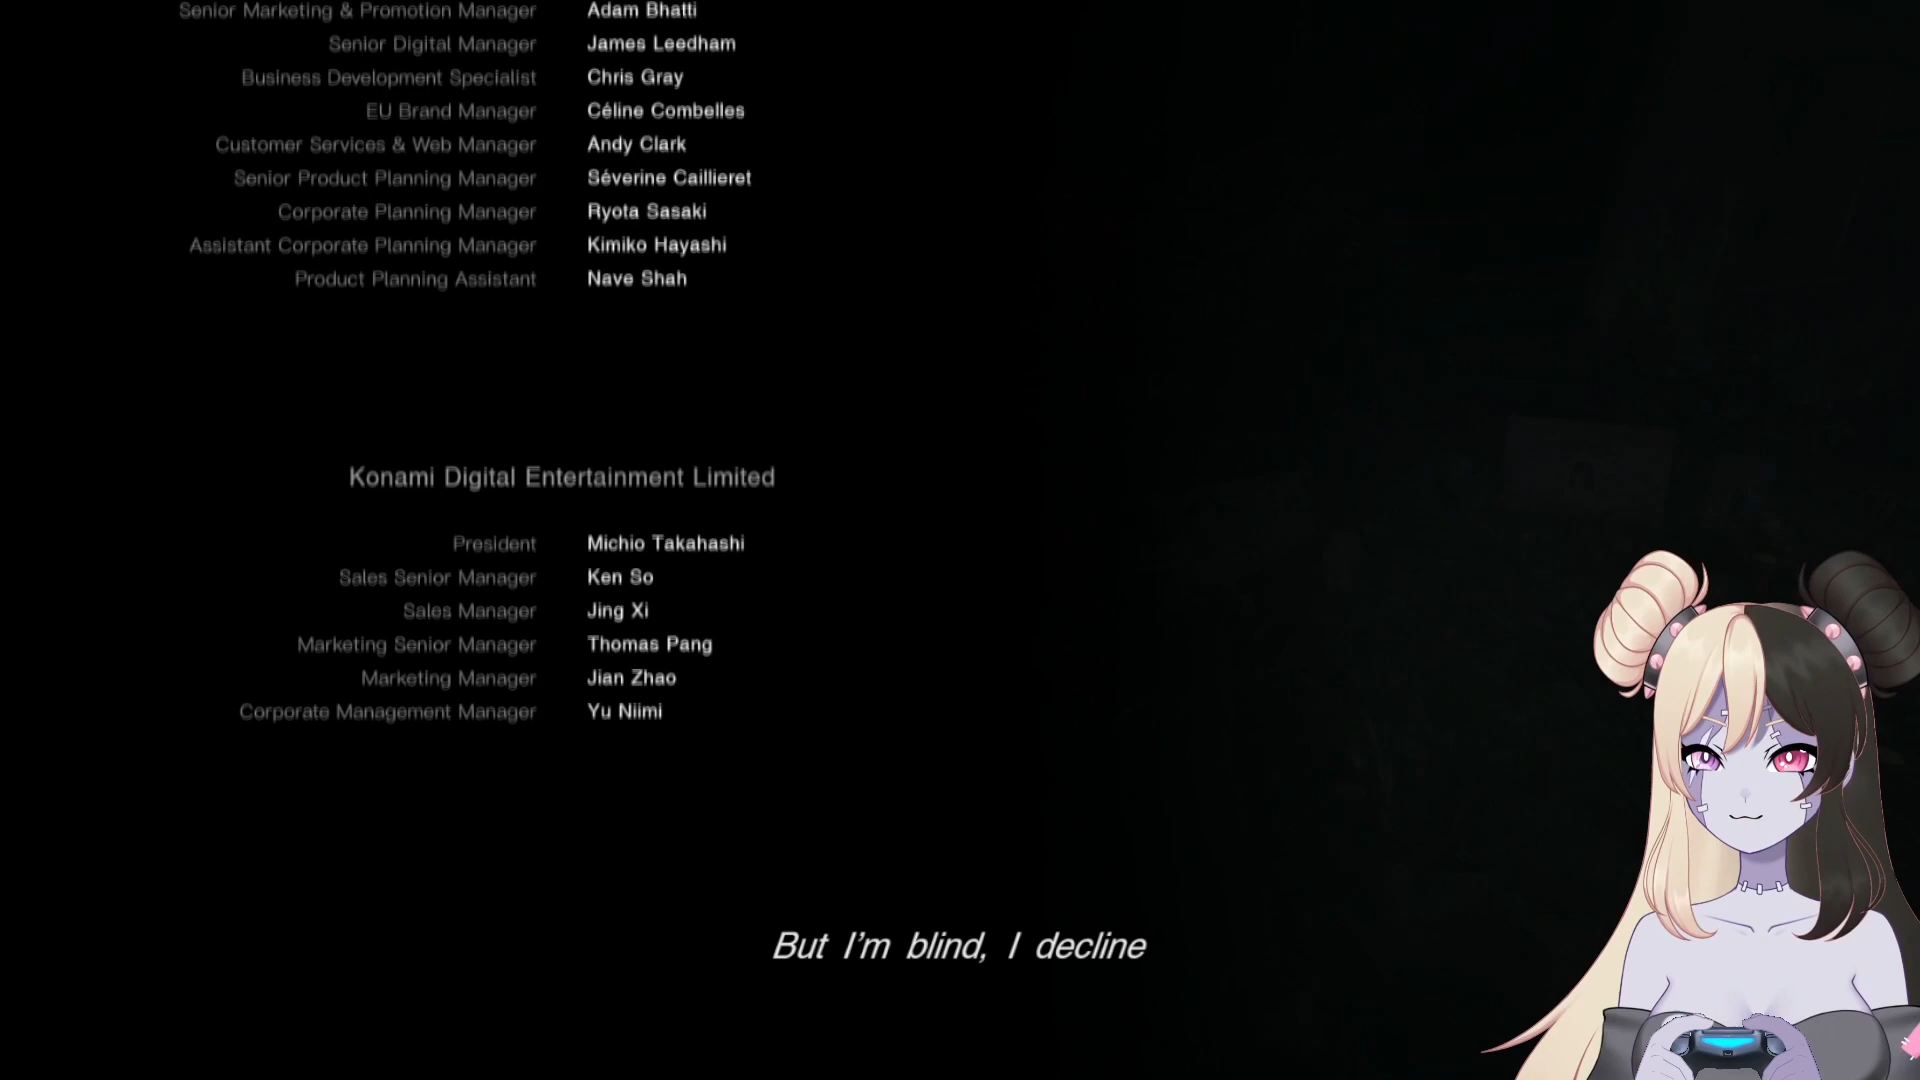 Senior Marketing & Promotion Manager Adam Bhatti
Senior Digital Manager James Leedham
Business Development Specialist Chris Gray
EU Brand Manager Céline Combelles
Customer Services & Web Manager Andy Clark
Senior Product Planning Manager Séverine Caillieret
Corporate Planning Manager Ryota Sasaki
Assistant Corporate Planning Manager Kimiko Hayashi
Product Planning Assistant Nave Shah
Konami Digital Entertainment Limited
President Michio Takahashi
Sales Senior Manager Ken So
Sales Manager Jing Xi
Marketing Senior Manager Thomas Pang
Marketing Manager Jian Zhao
Corporate Management Manager Yu Niimi
But I'm blind, I decline